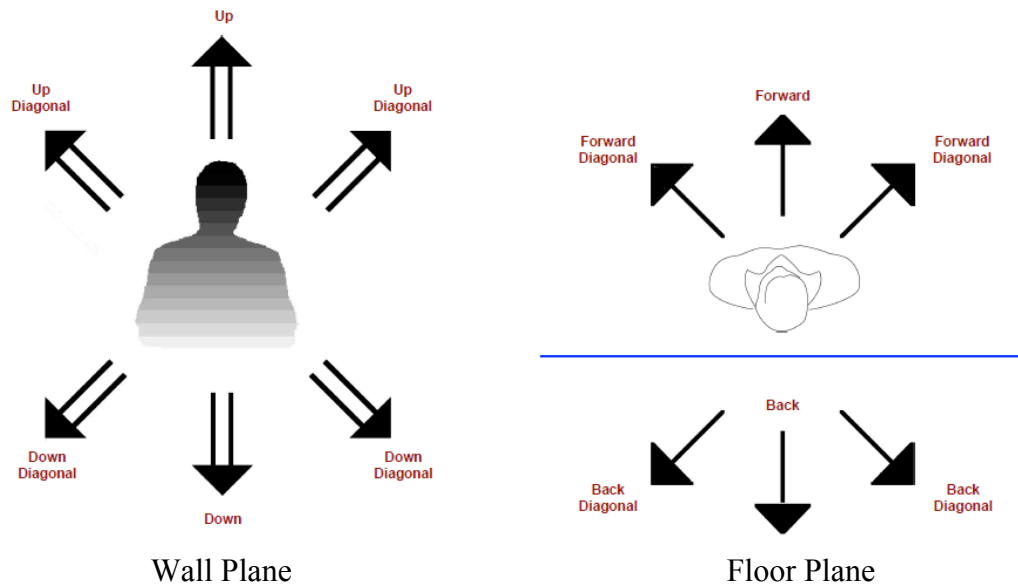 Up
Up
Diagonal
Up
Diagonal
Down
Diagonal
Down
Diagonal
Down
Wall Plane
Forward
Forward
Diagonal
Forward
Diagonal
Back
Back
Diagonal
Back
Diagonal
Floor Plane